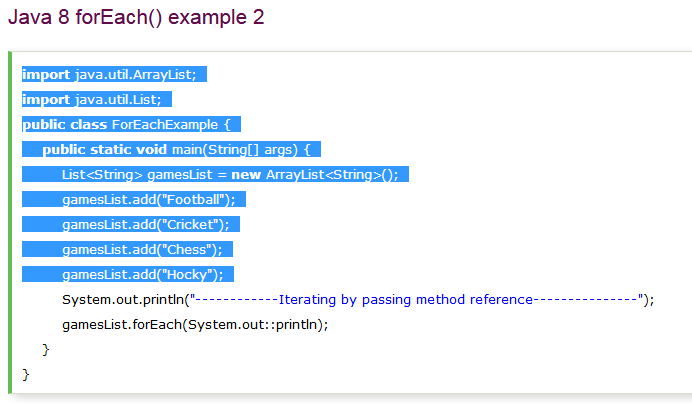 Java 8 forEach() example 2
import java.util.ArrayList;
import java.util.List;
public class ForEachExample {
public static void main(String[] args) {
List<String> gamesList = new ArrayList<String>();
gamesList.add("Football");
gamesList.add("Cricket");
gamesList.add("Chess");
gamesList.add("Hocky");
System.out.println("------------Iterating by passing method reference---------------");
gamesList.forEach(System.out::println);
}
}